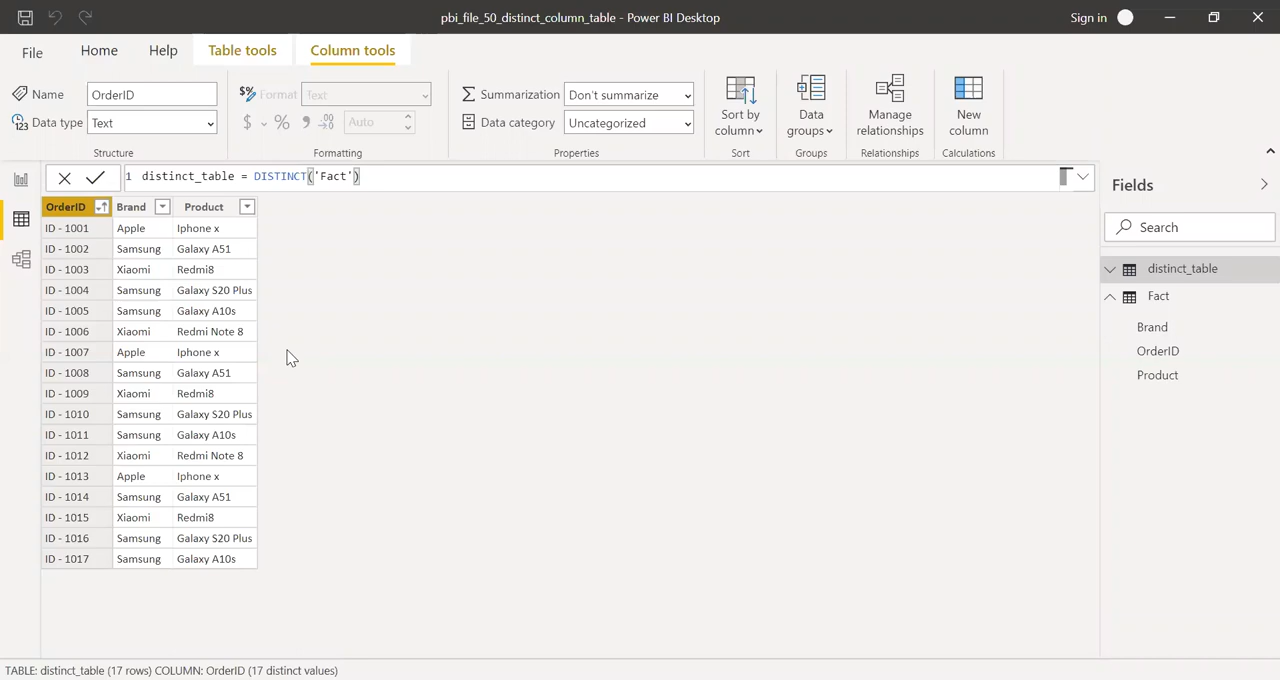 pbi_file_50_distinct_column_table - Power BI Desktop
Sign in
File
Home
Help
Table tools
Column tools
Name
OrderID
Data type
Text
Structure
Format
Text
$
%
9
.00
Auto
Formatting
Summarization
Don't summarize
Data category
Uncategorized
Properties
Sort by
column
Sort
Data
groups
Groups
Manage
relationships
Relationships
New
column
Calculations
1 distinct_table = DISTINCT('Fact')
OrderID Brand Product
ID - 1001 Apple Iphone x
ID - 1002 Samsung Galaxy A51
ID - 1003 Xiaomi Redmi8
ID - 1004 Samsung Galaxy S20 Plus
ID - 1005 Samsung Galaxy A10s
ID - 1006 Xiaomi Redmi Note 8
ID - 1007 Apple Iphone x
ID - 1008 Samsung Galaxy A51
ID - 1009 Xiaomi Redmi8
ID - 1010 Samsung Galaxy S20 Plus
ID - 1011 Samsung Galaxy A10s
ID - 1012 Xiaomi Redmi Note 8
ID - 1013 Apple Iphone x
ID - 1014 Samsung Galaxy A51
ID - 1015 Xiaomi Redmi8
ID - 1016 Samsung Galaxy S20 Plus
ID - 1017 Samsung Galaxy A10s
Fields
Search
distinct_table
Fact
Brand
OrderID
Product
TABLE: distinct_table (17 rows) COLUMN: OrderID (17 distinct values)